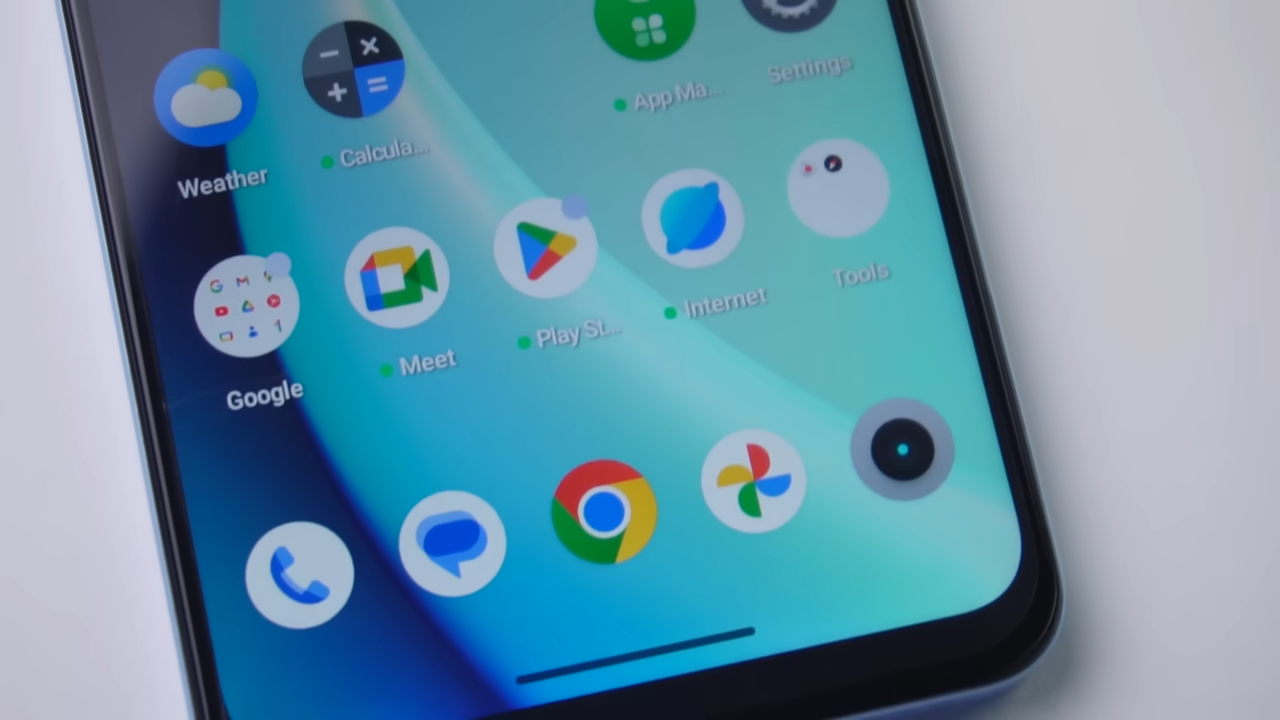 App Ma...
Settings
Weather
Calcula...
Google
Meet
Play St...
Internet
Tools